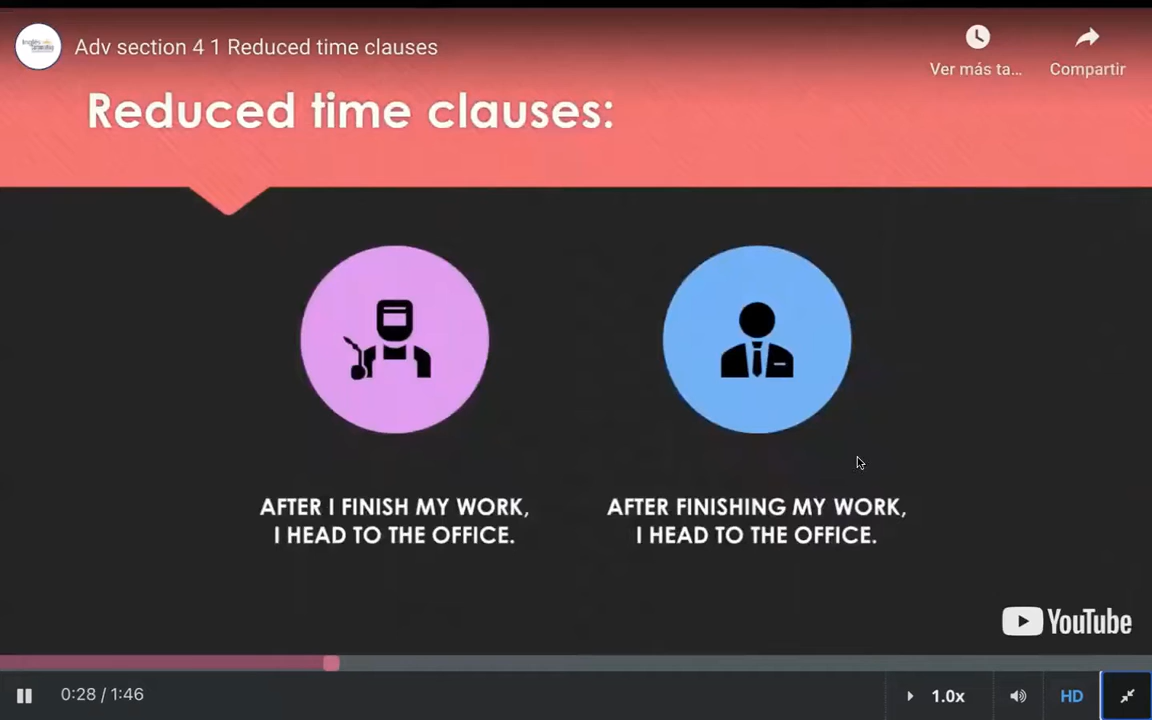 Adv section 4 1 Reduced time clauses
Ver más ta...
Compartir
Reduced time clauses:
AFTER I FINISH MY WORK,
I HEAD TO THE OFFICE.
AFTER FINISHING MY WORK,
I HEAD TO THE OFFICE.
YouTube
0:28 / 1:46
1.0x
HD